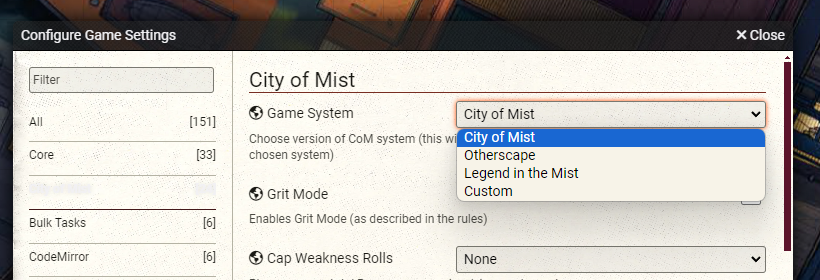 Configure Game Settings
Close
Filter
City of Mist
All [151]
Game System
City of Mist
Choose version of CoM system (this wi
chosen system)
City of Mist
Otherscape
Legend in the Mist
Custom
Core [33]
Grit Mode
Enables Grit Mode (as described in the rules)
Bulk Tasks [6]
CodeMirror [6]
Cap Weakness Rolls
None